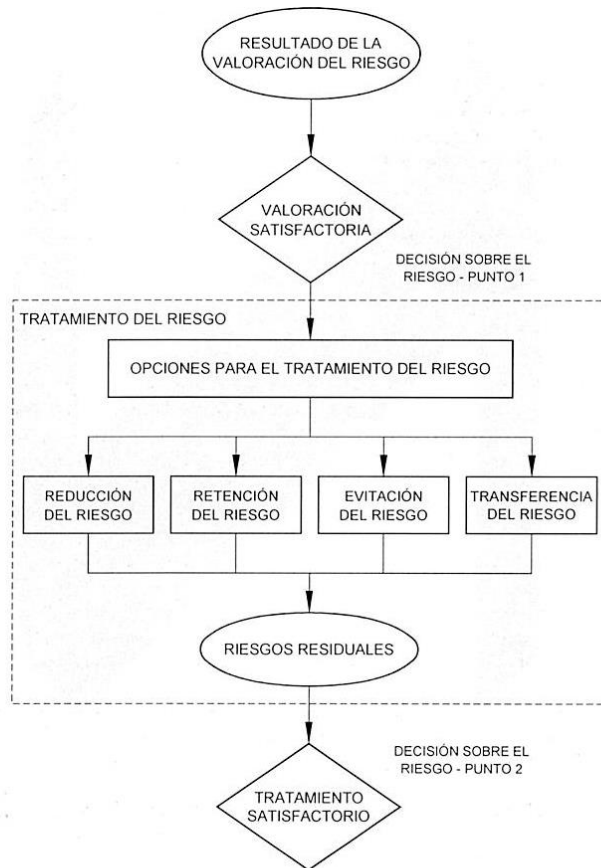 RESULTADO DE LA
VALORACIÓN DEL RIESGO
VALORACIÓN
SATISFACTORIA
DECISIÓN SOBRE EL
RIESGO - PUNTO 1
TRATAMIENTO DEL RIESGO
OPCIONES PARA EL TRATAMIENTO DEL RIESGO
REDUCCIÓN
DEL RIESGO
RETENCIÓN
DEL RIESGO
EVITACIÓN
DEL RIESGO
TRANSFERENCIA
DEL RIESGO
RIESGOS RESIDUALES
DECISIÓN SOBRE EL
RIESGO - PUNTO 2
TRATAMIENTO
SATISFACTORIO